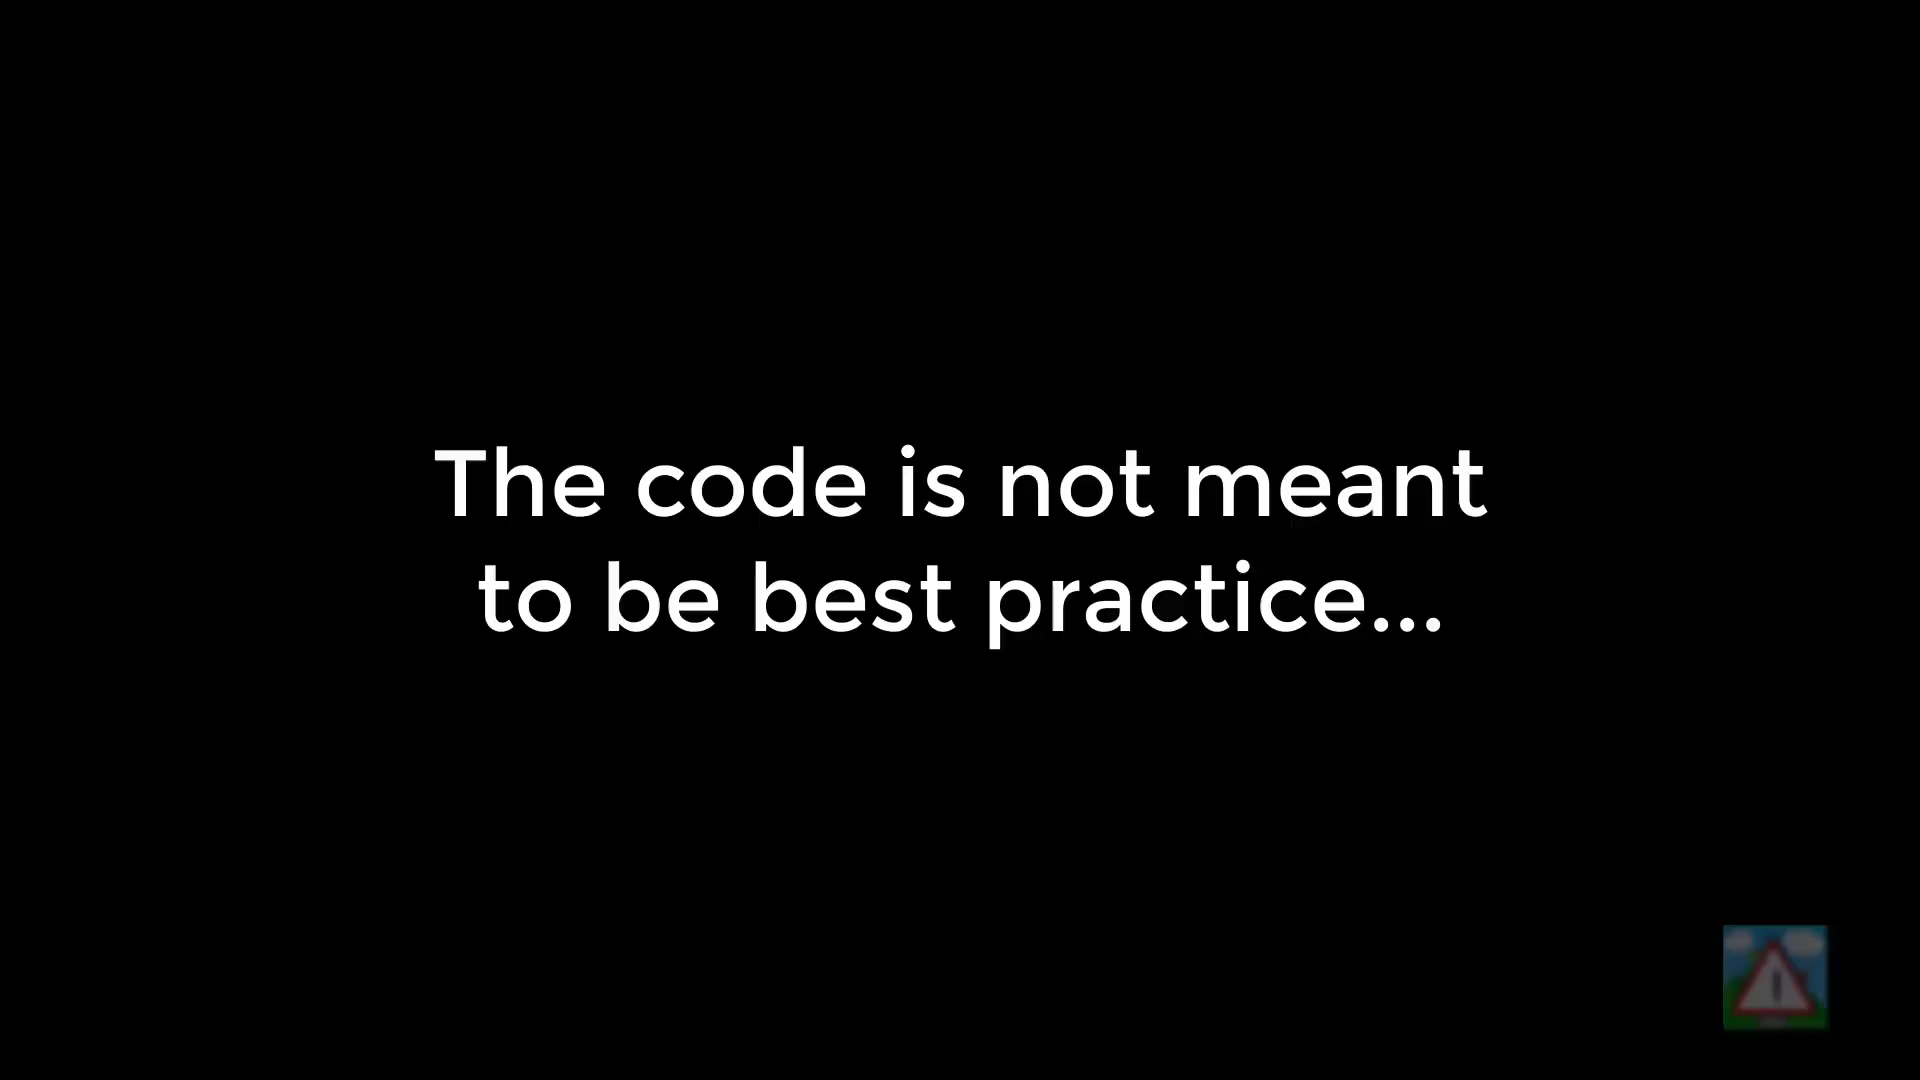 The code is not meant
to be best practice...